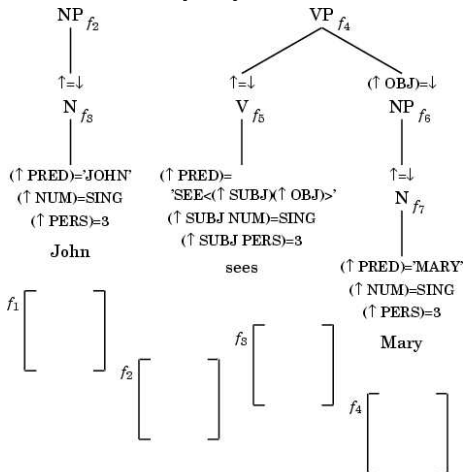 NP f2 VP f4
↑=↓ ↑=↓ (↑ OBJ)=↓
N f3 V f5 NP f6
(↑ PRED)='JOHN' (↑ PRED)= ↑=↓
(↑ NUM)=SING 'SEE<(↑ SUBJ)(↑ OBJ)>' N f7
(↑ PERS)=3 (↑ SUBJ NUM)=SING
John (↑ SUBJ PERS)=3
sees (↑ PRED)='MARY'
(↑ NUM)=SING
(↑ PERS)=3
Mary
f1
f2
f3
f4